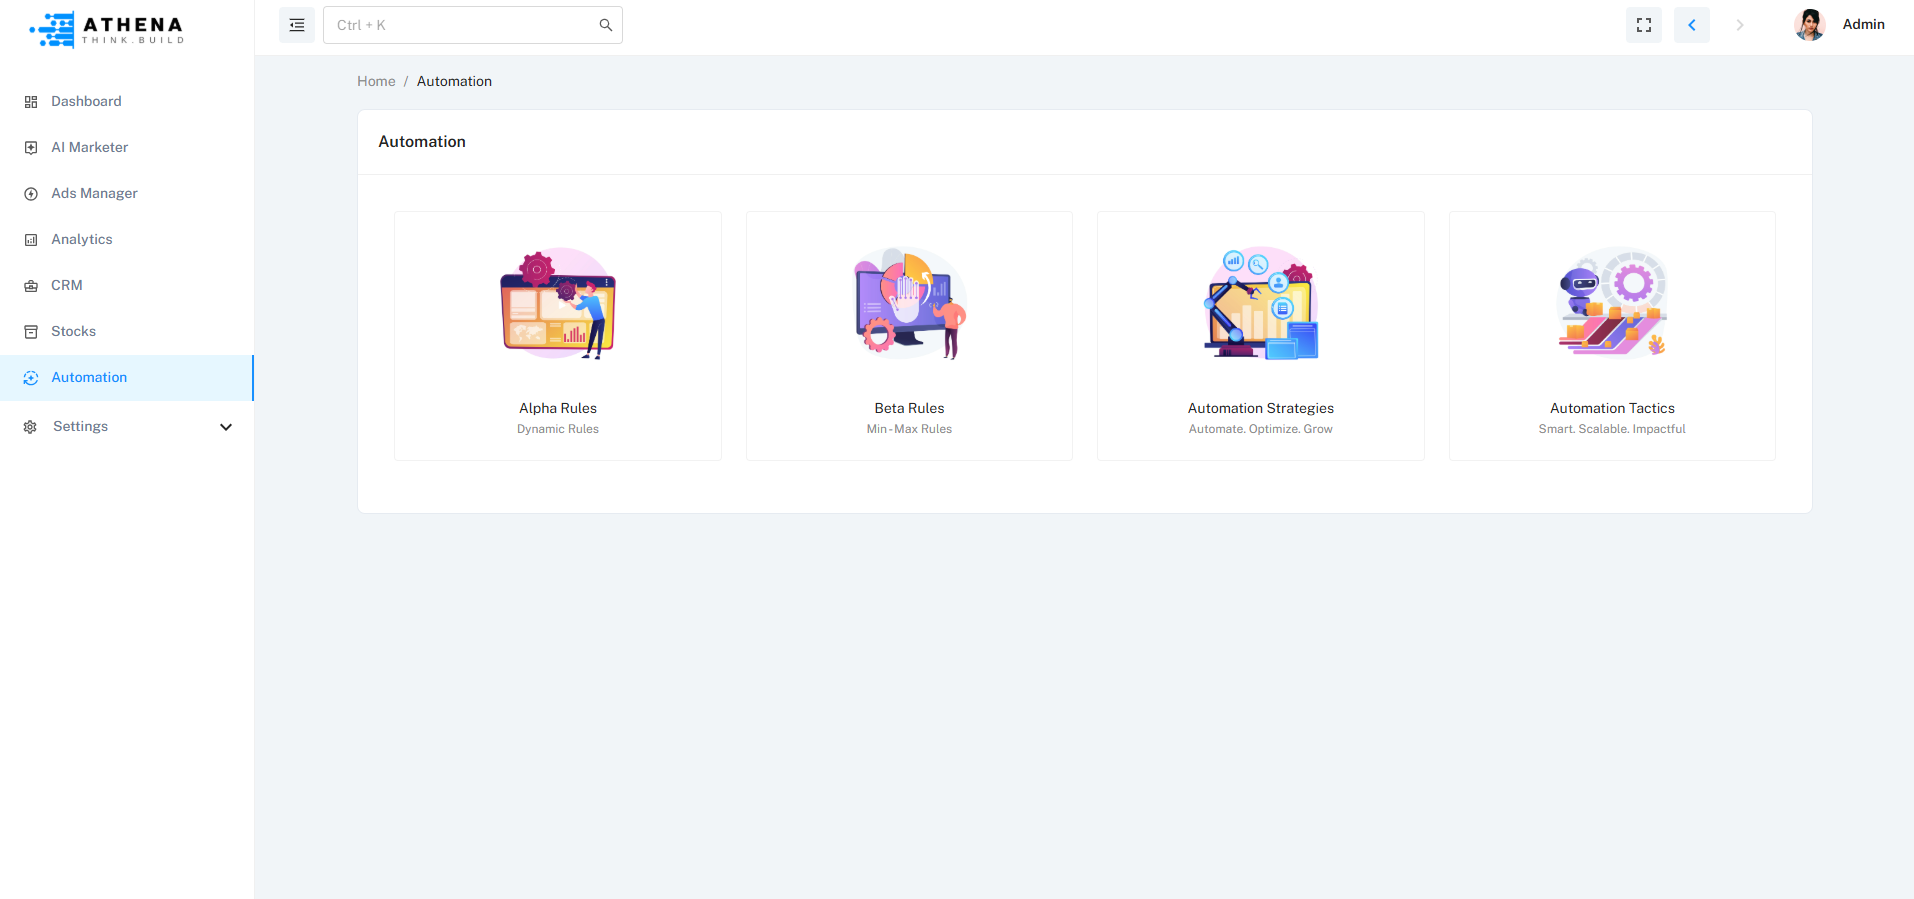 ATHENA
THINK.BUILD
Ctrl + K
Admin
Dashboard
AI Marketer
Ads Manager
Analytics
CRM
Stocks
Automation
Settings
Home / Automation
Automation
Alpha Rules
Dynamic Rules
Beta Rules
Min-Max Rules
Automation Strategies
Automate. Optimize. Grow
Automation Tactics
Smart. Scalable. Impactful